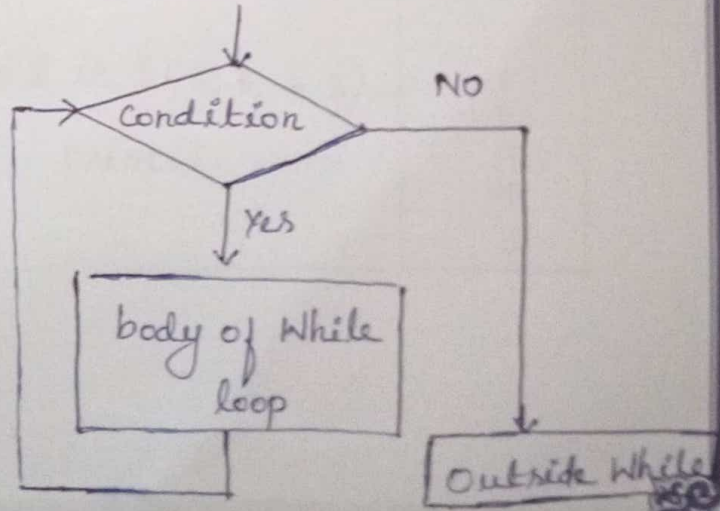 NO
Condition
Yes
body of While
loop
Outside While